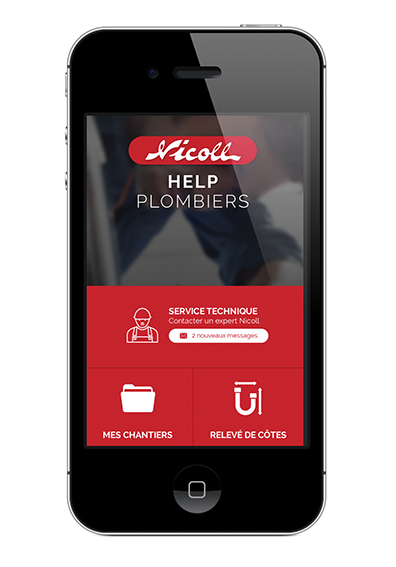 Nicoll
HELP
PLOMBIERS
SERVICE TECHNIQUE
Contacter un expert Nicoll
2 nouveaux messages
MES CHANTIERS
RELEVÉ DE CÔTES